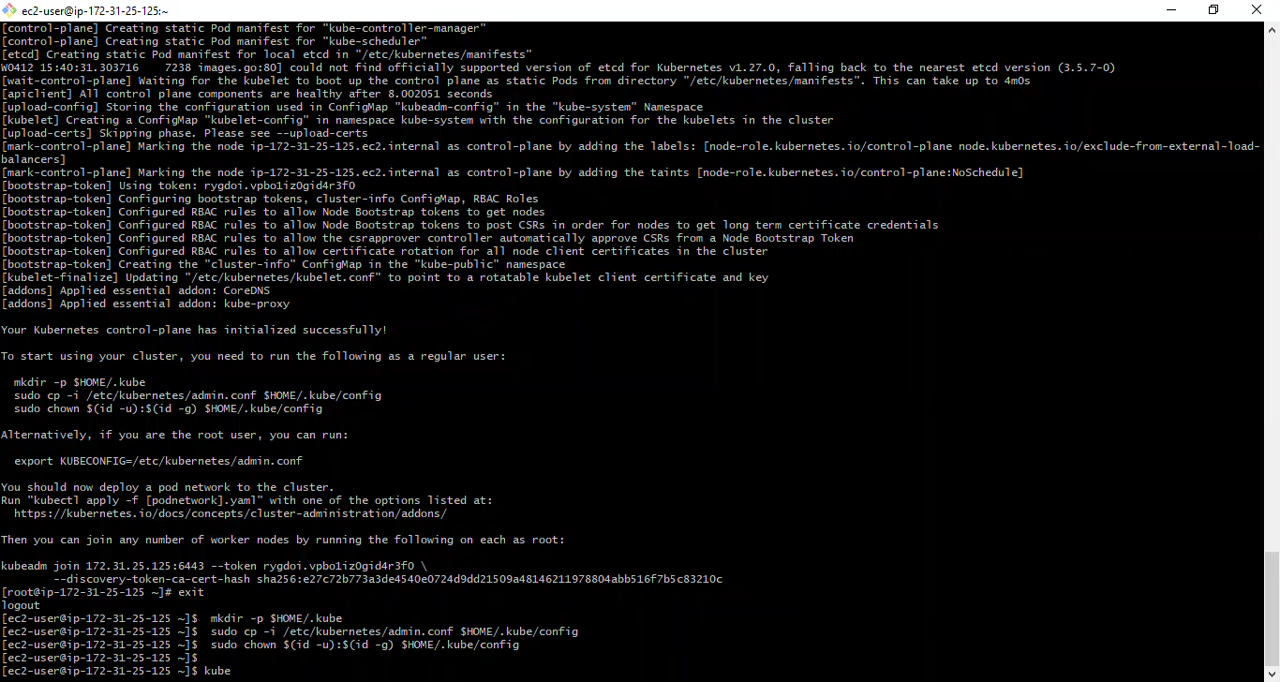 ec2-user@ip-172-31-25-125:~
[control-plane] Creating static Pod manifest for "kube-controller-manager"
[control-plane] Creating static Pod manifest for "kube-scheduler"
[etcd] Creating static Pod manifest for local etcd in "/etc/kubernetes/manifests"
W0412 15:40:31.303716    7238 images.go:80] could not find officially supported version of etcd for Kubernetes v1.27.0, falling back to the nearest etcd version (3.5.7-0)
[wait-control-plane] Waiting for the kubelet to boot up the control plane as static Pods from directory "/etc/kubernetes/manifests". This can take up to 4m0s
[apiclient] All control plane components are healthy after 8.002051 seconds
[upload-config] Storing the configuration used in ConfigMap "kubeadm-config" in the "kube-system" Namespace
[kubelet] Creating a ConfigMap "kubelet-config" in namespace kube-system with the configuration for the kubelets in the cluster
[upload-certs] Skipping phase. Please see --upload-certs
[mark-control-plane] Marking the node ip-172-31-25-125.ec2.internal as control-plane by adding the labels: [node-role.kubernetes.io/control-plane node.kubernetes.io/exclude-from-external-load-
balancers]
[mark-control-plane] Marking the node ip-172-31-25-125.ec2.internal as control-plane by adding the taints [node-role.kubernetes.io/control-plane:NoSchedule]
[bootstrap-token] Using token: rygdoi.vpbo1iz0gid4r3f0
[bootstrap-token] Configuring bootstrap tokens, cluster-info ConfigMap, RBAC Roles
[bootstrap-token] Configured RBAC rules to allow Node Bootstrap tokens to get nodes
[bootstrap-token] Configured RBAC rules to allow Node Bootstrap tokens to post CSRs in order for nodes to get long term certificate credentials
[bootstrap-token] Configured RBAC rules to allow the csrapprover controller automatically approve CSRs from a Node Bootstrap Token
[bootstrap-token] Configured RBAC rules to allow certificate rotation for all node client certificates in the cluster
[bootstrap-token] Creating the "cluster-info" ConfigMap in the "kube-public" namespace
[kubelet-finalize] Updating "/etc/kubernetes/kubelet.conf" to point to a rotatable kubelet client certificate and key
[addons] Applied essential addon: CoreDNS
[addons] Applied essential addon: kube-proxy
Your Kubernetes control-plane has initialized successfully!
To start using your cluster, you need to run the following as a regular user:
mkdir -p $HOME/.kube
sudo cp -i /etc/kubernetes/admin.conf $HOME/.kube/config
sudo chown $(id -u):$(id -g) $HOME/.kube/config
Alternatively, if you are the root user, you can run:
export KUBECONFIG=/etc/kubernetes/admin.conf
You should now deploy a pod network to the cluster.
Run "kubectl apply -f [podnetwork].yaml" with one of the options listed at:
https://kubernetes.io/docs/concepts/cluster-administration/addons/
Then you can join any number of worker nodes by running the following on each as root:
kubeadm join 172.31.25.125:6443 --token rygdoi.vpbo1iz0gid4r3f0 \
--discovery-token-ca-cert-hash sha256:e27c72b773a3de4540e0724d9dd21509a48146211978804abb516f7b5c83210c
[root@ip-172-31-25-125 ~]# exit
logout
[ec2-user@ip-172-31-25-125 ~]$  mkdir -p $HOME/.kube
[ec2-user@ip-172-31-25-125 ~]$  sudo cp -i /etc/kubernetes/admin.conf $HOME/.kube/config
[ec2-user@ip-172-31-25-125 ~]$  sudo chown $(id -u):$(id -g) $HOME/.kube/config
[ec2-user@ip-172-31-25-125 ~]$
[ec2-user@ip-172-31-25-125 ~]$ kube